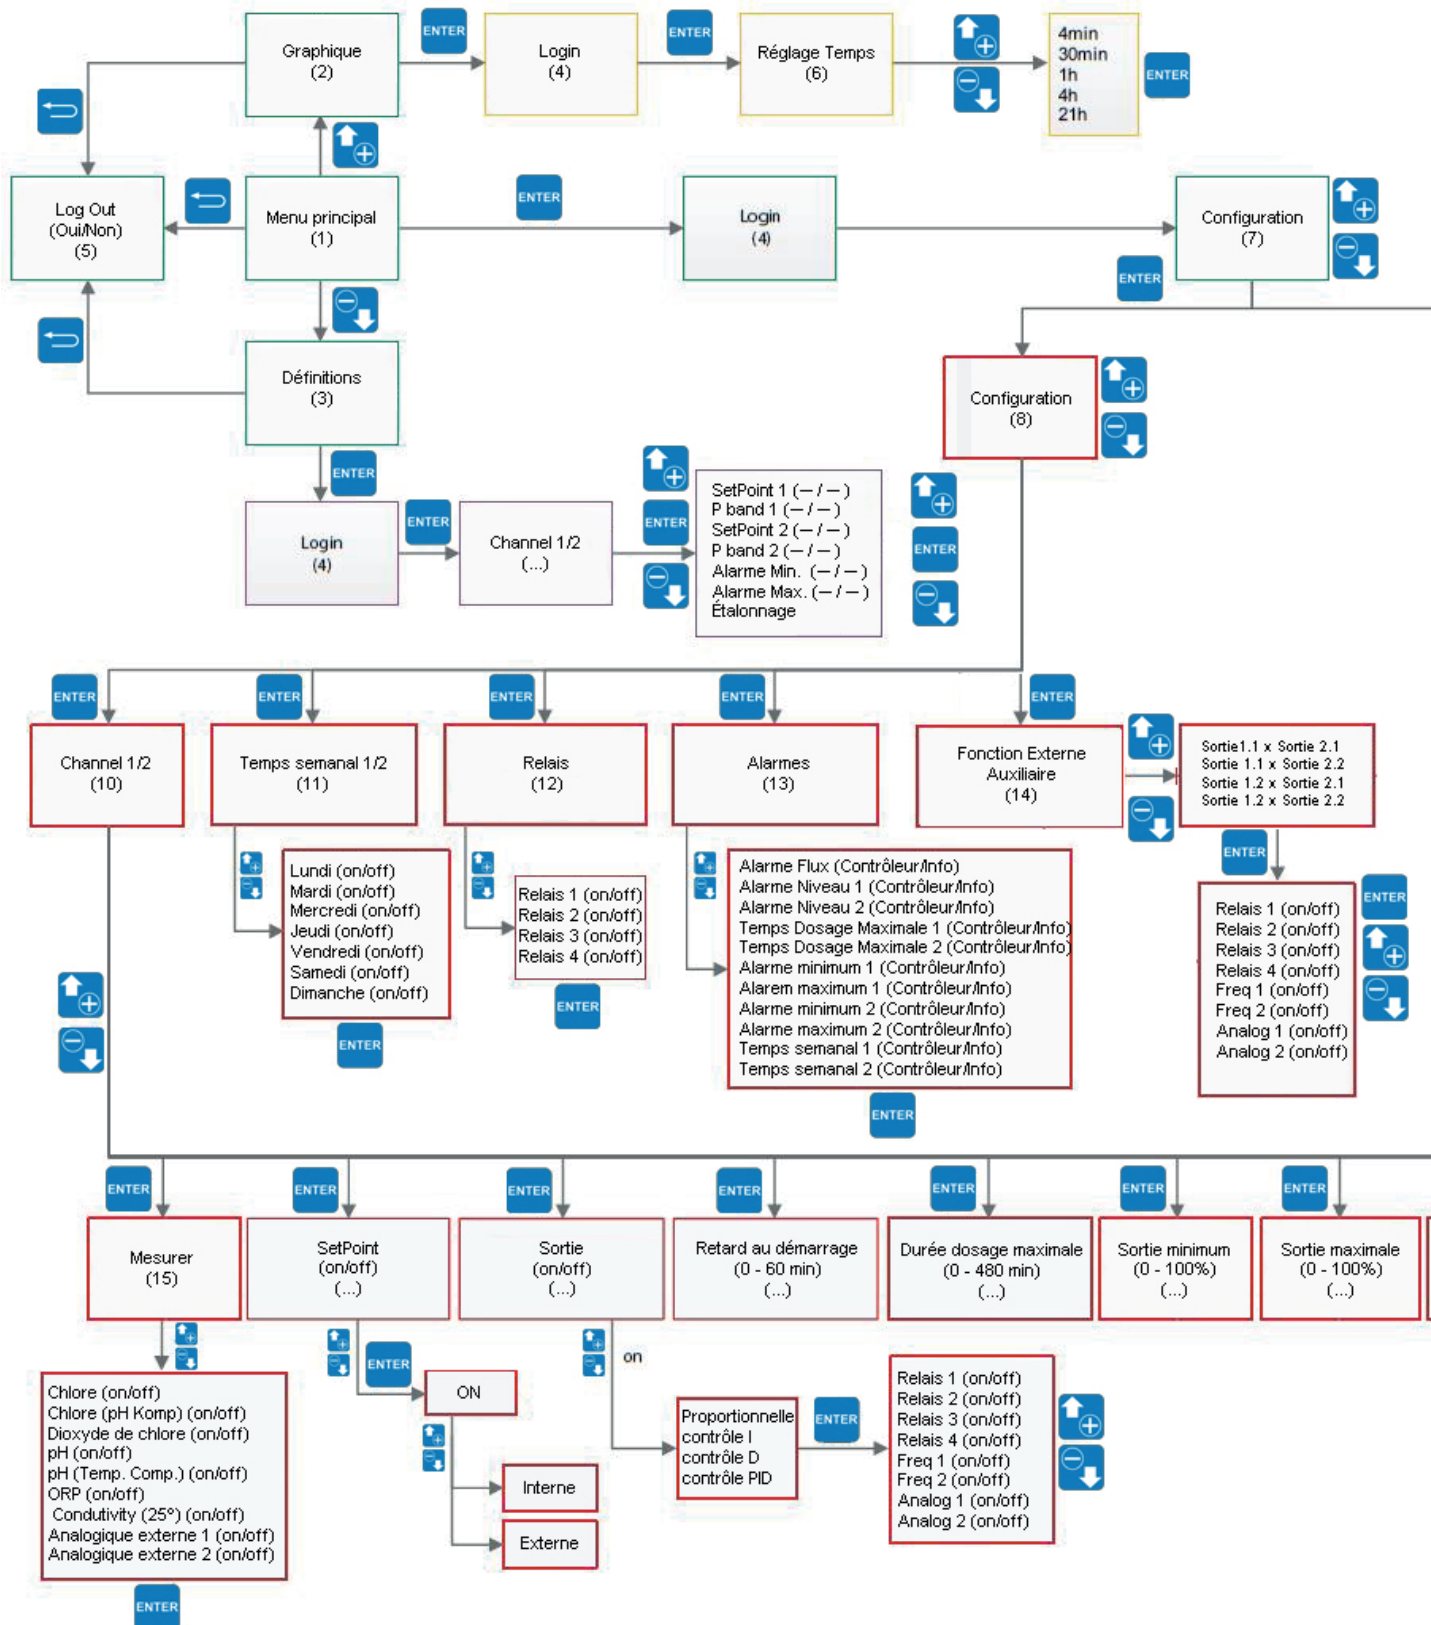 Graphique
(2)
ENTER
Login
(4)
ENTER
Réglage Temps
(6)
4min
30min
1h
4h
21h
ENTER
Log Out
(Oui/Non)
(5)
Menu principal
(1)
ENTER
Login
(4)
Configuration
(7)
ENTER
Définitions
(3)
Configuration
(8)
ENTER
Login
(4)
ENTER
Channel 1/2
(...)
ENTER
SetPoint 1 (– / –)
P band 1 (– / –)
SetPoint 2 (– / –)
P band 2 (– / –)
Alarme Min. (– / –)
Alarme Max. (– / –)
Étalonnage
ENTER
ENTER
Channel 1/2
(10)
ENTER
Temps semanal 1/2
(11)
ENTER
Relais
(12)
ENTER
Alarmes
(13)
ENTER
Fonction Externe
Auxiliaire
(14)
Sortie1.1 x Sortie 2.1
Sortie 1.1 x Sortie 2.2
Sortie 1.2 x Sortie 2.1
Sortie 1.2 x Sortie 2.2
Lundi (on/off)
Mardi (on/off)
Mercredi (on/off)
Jeudi (on/off)
Vendredi (on/off)
Samedi (on/off)
Dimanche (on/off)
ENTER
Relais 1 (on/off)
Relais 2 (on/off)
Relais 3 (on/off)
Relais 4 (on/off)
ENTER
Alarme Flux (Contrôleur/Info)
Alarme Niveau 1 (Contrôleur/Info)
Alarme Niveau 2 (Contrôleur/Info)
Temps Dosage Maximale 1 (Contrôleur/Info)
Temps Dosage Maximale 2 (Contrôleur/Info)
Alarme minimum 1 (Contrôleur/Info)
Alarem maximum 1 (Contrôleur/Info)
Alarme minimum 2 (Contrôleur/Info)
Alarme maximum 2 (Contrôleur/Info)
Temps semanal 1 (Contrôleur/Info)
Temps semanal 2 (Contrôleur/Info)
ENTER
ENTER
Relais 1 (on/off)
Relais 2 (on/off)
Relais 3 (on/off)
Relais 4 (on/off)
Freq 1 (on/off)
Freq 2 (on/off)
Analog 1 (on/off)
Analog 2 (on/off)
ENTER
ENTER
Mesurer
(15)
ENTER
SetPoint
(on/off)
(...)
ENTER
Sortie
(on/off)
(...)
ENTER
Retard au démarrage
(0 - 60 min)
(...)
ENTER
Durée dosage maximale
(0 - 480 min)
(...)
ENTER
Sortie minimum
(0 - 100%)
(...)
ENTER
Sortie maximale
(0 - 100%)
(...)
Chlore (on/off)
Chlore (pH Komp) (on/off)
Dioxyde de chlore (on/off)
pH (on/off)
pH (Temp. Comp.) (on/off)
ORP (on/off)
Condutivity (25º) (on/off)
Analogique externe 1 (on/off)
Analogique externe 2 (on/off)
ENTER
ENTER
ON
Interne
Externe
on
Proportionnelle
contrôle I
contrôle D
contrôle PID
ENTER
Relais 1 (on/off)
Relais 2 (on/off)
Relais 3 (on/off)
Relais 4 (on/off)
Freq 1 (on/off)
Freq 2 (on/off)
Analog 1 (on/off)
Analog 2 (on/off)